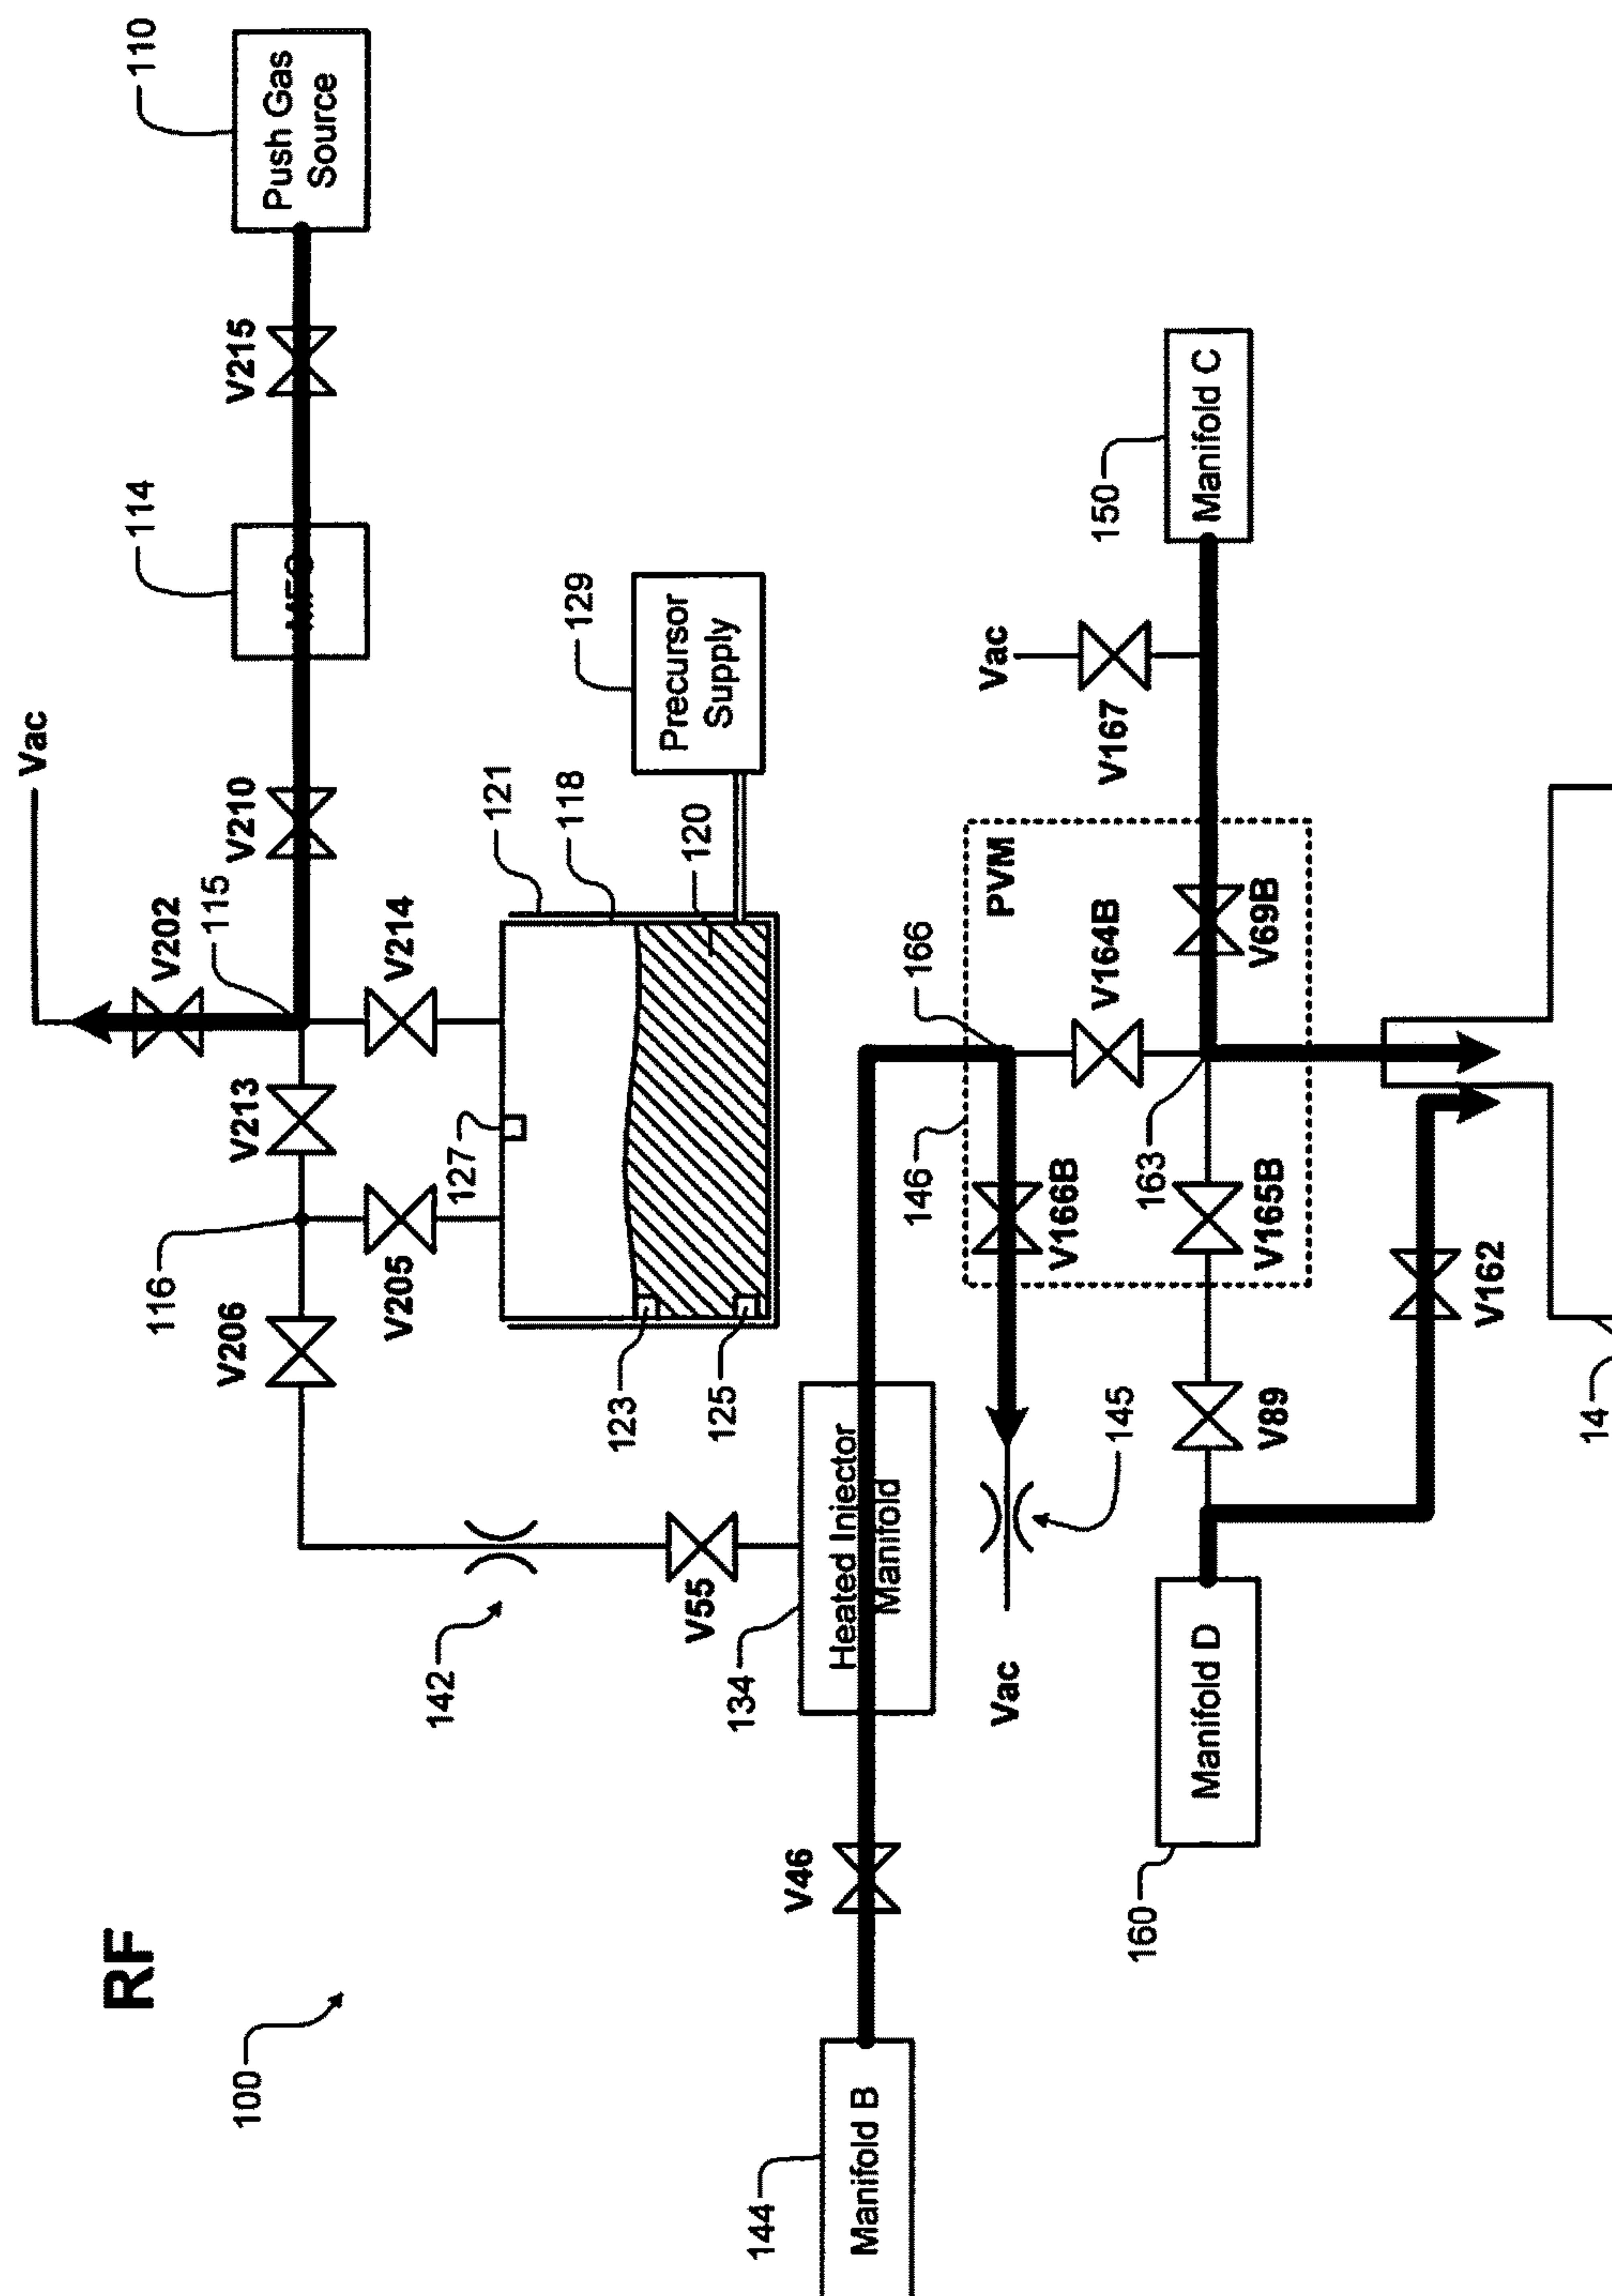 Vac
RF
114
110
116
V202
115
100
V206
V213
V210
V215
Push Gas
Source
V205
V214
142
127
121
118
129
123
V55
125
120
Precursor
Supply
144
134
V46
Manifold B
Heated Injector
Manifold
146
166
Vac
Vac
PVM
V166B
V164B
145
V167
150
160
163
Manifold D
Manifold C
V89
V165B
V69B
V162
14